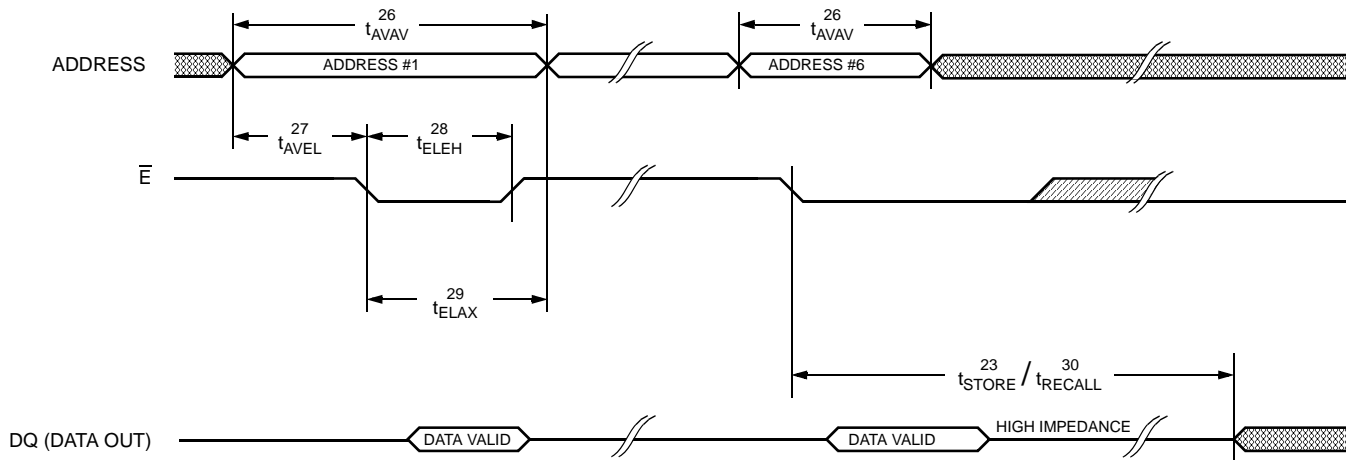 26
tAVAV
26
tAVAV
ADDRESS
ADDRESS #1
ADDRESS #6
27
tAVEL
28
tELEH
E̅
29
tELAX
23
tSTORE / 30
tRECALL
DQ (DATA OUT)
DATA VALID
DATA VALID
HIGH IMPEDANCE